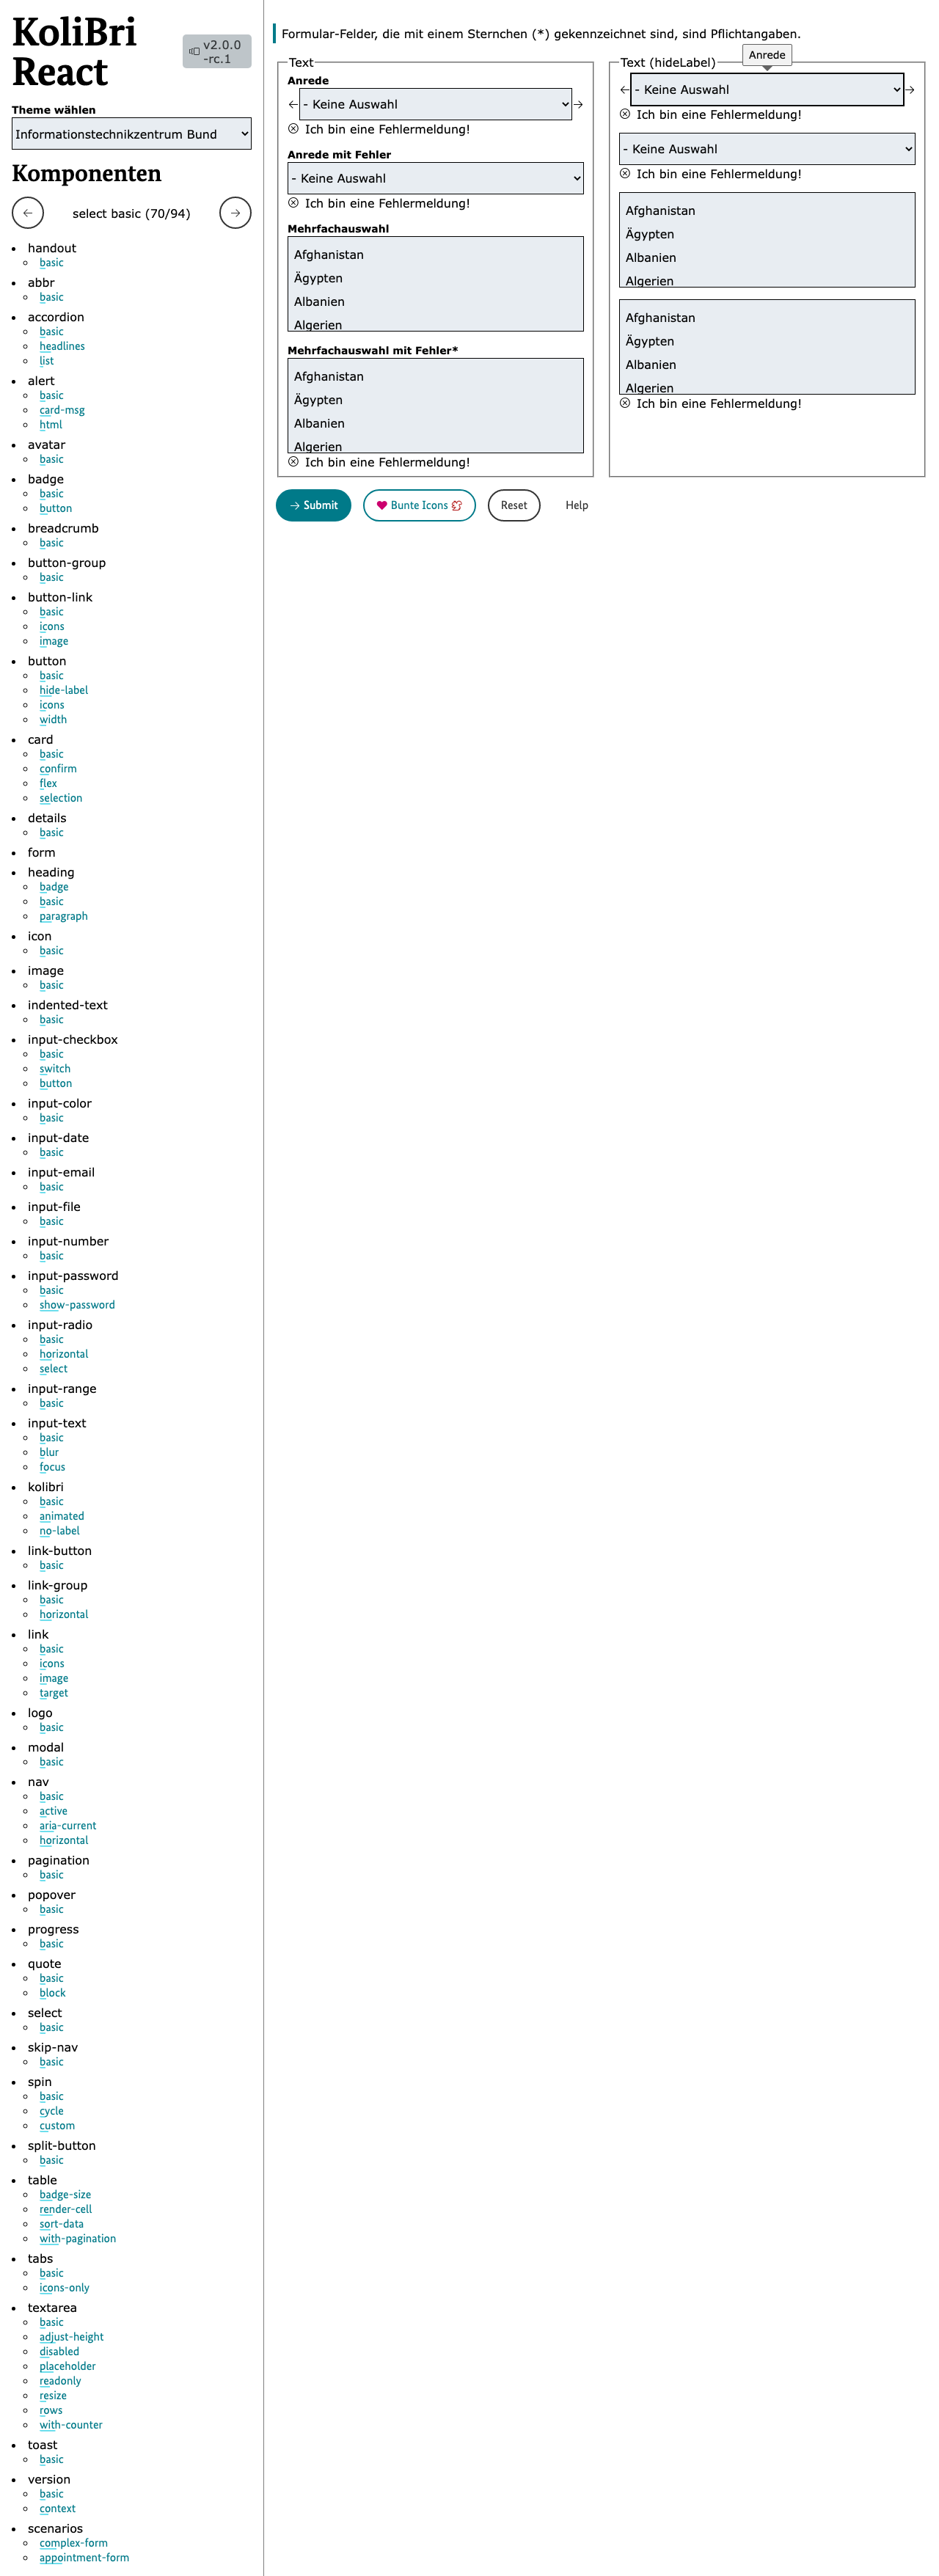 KoliBri
React
v2.0.0
-rc.1
Theme wählen
Informationstechnikzentrum Bund
Komponenten
select basic (70/94)
handout
basic
abbr
basic
accordion
basic
headlines
list
alert
basic
card-msg
html
avatar
basic
badge
basic
button
breadcrumb
basic
button-group
basic
button-link
basic
icons
image
button
basic
hide-label
icons
width
card
basic
confirm
flex
selection
details
basic
form
heading
badge
basic
paragraph
icon
basic
image
basic
indented-text
basic
input-checkbox
basic
switch
button
input-color
basic
input-date
basic
input-email
basic
input-file
basic
input-number
basic
input-password
basic
show-password
input-radio
basic
horizontal
select
input-range
basic
input-text
basic
blur
focus
kolibri
basic
animated
no-label
link-button
basic
link-group
basic
horizontal
link
basic
icons
image
target
logo
basic
modal
basic
nav
basic
active
aria-current
horizontal
pagination
basic
popover
basic
progress
basic
quote
basic
block
select
basic
skip-nav
basic
spin
basic
cycle
custom
split-button
basic
table
badge-size
render-cell
sort-data
with-pagination
tabs
basic
icons-only
textarea
basic
adjust-height
disabled
placeholder
readonly
resize
rows
with-counter
toast
basic
version
basic
context
scenarios
complex-form
appointment-form
Formular-Felder, die mit einem Sternchen (*) gekennzeichnet sind, sind Pflichtangaben.
Text
Anrede
- Keine Auswahl
Ich bin eine Fehlermeldung!
Anrede mit Fehler
- Keine Auswahl
Ich bin eine Fehlermeldung!
Mehrfachauswahl
Afghanistan
Ägypten
Albanien
Algerien
Mehrfachauswahl mit Fehler*
Afghanistan
Ägypten
Albanien
Algerien
Ich bin eine Fehlermeldung!
Text (hideLabel)
Anrede
- Keine Auswahl
Ich bin eine Fehlermeldung!
- Keine Auswahl
Ich bin eine Fehlermeldung!
Afghanistan
Ägypten
Albanien
Algerien
Afghanistan
Ägypten
Albanien
Algerien
Ich bin eine Fehlermeldung!
Submit
Bunte Icons
Reset
Help